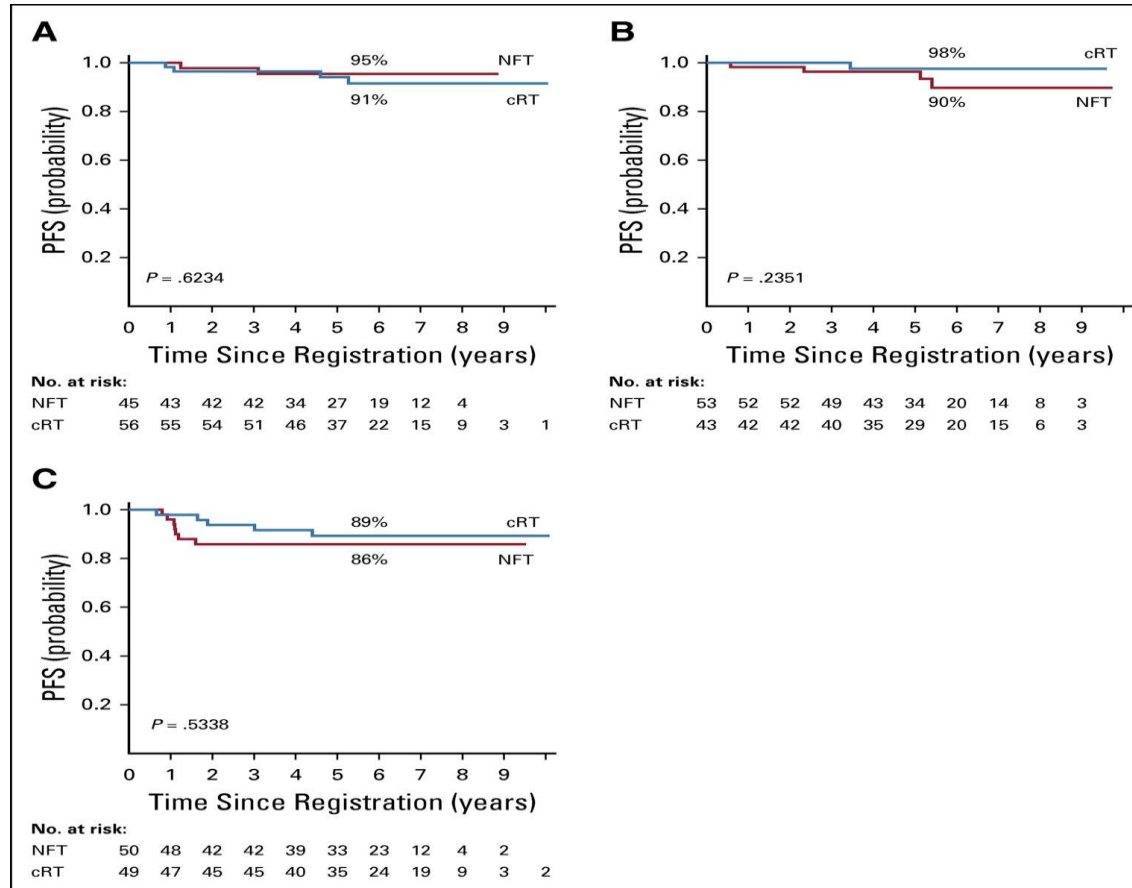 A
1.0
0.8
0.6
0.4
0.2
PFS (probability)
95%
NFT
91%
cRT
P = .6234
0 1 2 3 4 5 6 7 8 9
Time Since Registration (years)
No. at risk:
NFT 45 43 42 42 34 27 19 12 4
cRT 56 55 54 51 46 37 22 15 9 3 1
B
1.0
0.8
0.6
0.4
0.2
PFS (probability)
98%
cRT
90%
NFT
P = .2351
0 1 2 3 4 5 6 7 8 9
Time Since Registration (years)
No. at risk:
NFT 53 52 52 49 43 34 20 14 8 3
cRT 43 42 42 40 35 29 20 15 6 3
C
1.0
0.8
0.6
0.4
0.2
PFS (probability)
89%
cRT
86%
NFT
P = .5338
0 1 2 3 4 5 6 7 8 9
Time Since Registration (years)
No. at risk:
NFT 50 48 42 42 39 33 23 12 4 2
cRT 49 47 45 45 40 35 24 19 9 3 2